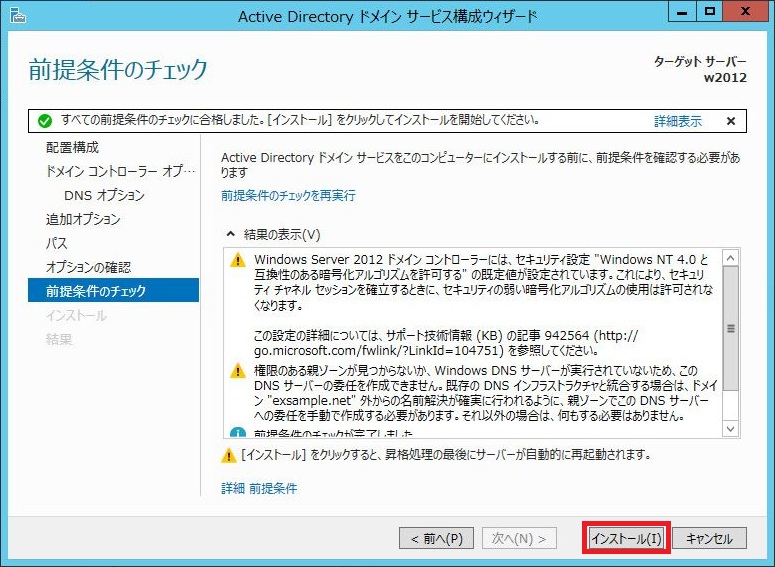 Active Directory ドメイン サービス構成ウィザード
前提条件のチェック
ターゲット サーバー
w2012
すべての前提条件のチェックに合格しました。[インストール] をクリックしてインストールを開始してください。
詳細表示
配置構成
ドメイン コントローラー オプ…
DNS オプション
追加オプション
パス
オプションの確認
前提条件のチェック
インストール
結果
Active Directory ドメイン サービスをこのコンピューターにインストールする前に、前提条件を確認する必要があ
ります
前提条件のチェックを再実行
結果の表示(V)
Windows Server 2012 ドメイン コントローラーには、セキュリティ設定 "Windows NT 4.0 と
互換性のある暗号化アルゴリズムを許可する" の既定値が設定されています。これにより、セキュリ
ティ チャネル セッションを確立するときに、セキュリティの弱い暗号化アルゴリズムの使用は許可されな
くなります。
この設定の詳細については、サポート技術情報 (KB) の記事 942564 (http://
go.microsoft.com/fwlink/?LinkId=104751) を参照してください。
権限のある親ゾーンが見つからないか、Windows DNS サーバーが実行されていないため、この
DNS サーバーの委任を作成できません。既存の DNS インフラストラクチャと統合する場合は、ドメイ
ン "exsample.net" 外からの名前解決が確実に行われるように、親ゾーンでこの DNS サーバー
への委任を手動で作成する必要があります。それ以外の場合は、何もする必要はありません。
前提条件のチェックが完了しました
[インストール] をクリックすると、昇格処理の最後にサーバーが自動的に再起動されます。
詳細 前提条件
< 前へ(P)
次へ(N) >
インストール(I)
キャンセル